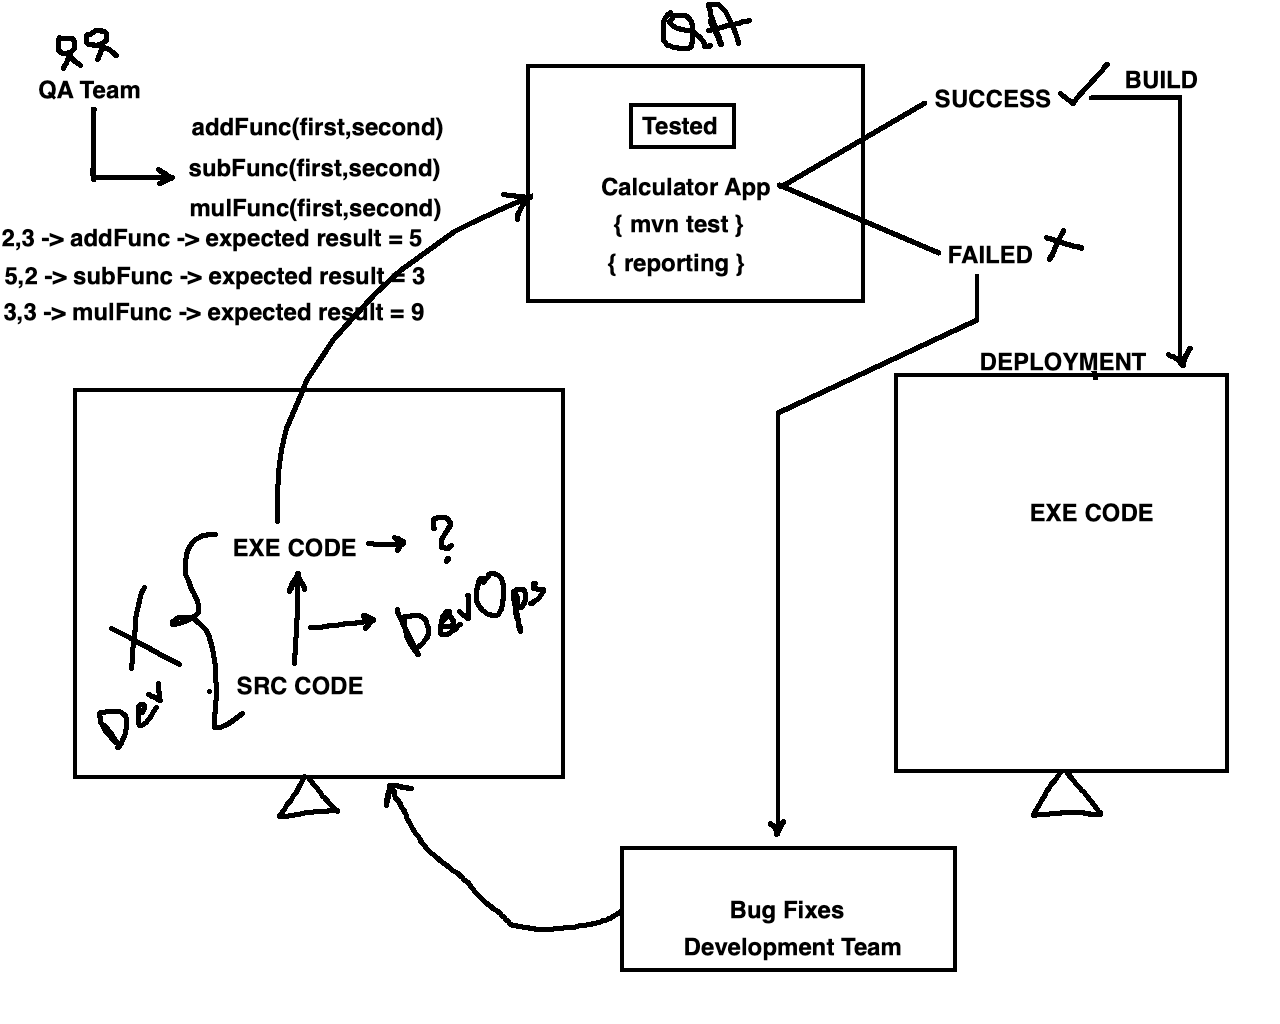 QA
QA Team
addFunc(first,second)
subFunc(first,second)
mulFunc(first,second)
2,3 -> addFunc -> expected result = 5
5,2 -> subFunc -> expected result = 3
3,3 -> mulFunc -> expected result = 9
Tested
Calculator App
{ mvn test }
{ reporting }
SUCCESS
BUILD
FAILED
DEPLOYMENT
EXE CODE
EXE CODE
?
DevOps
SRC CODE
Dev
Bug Fixes
Development Team